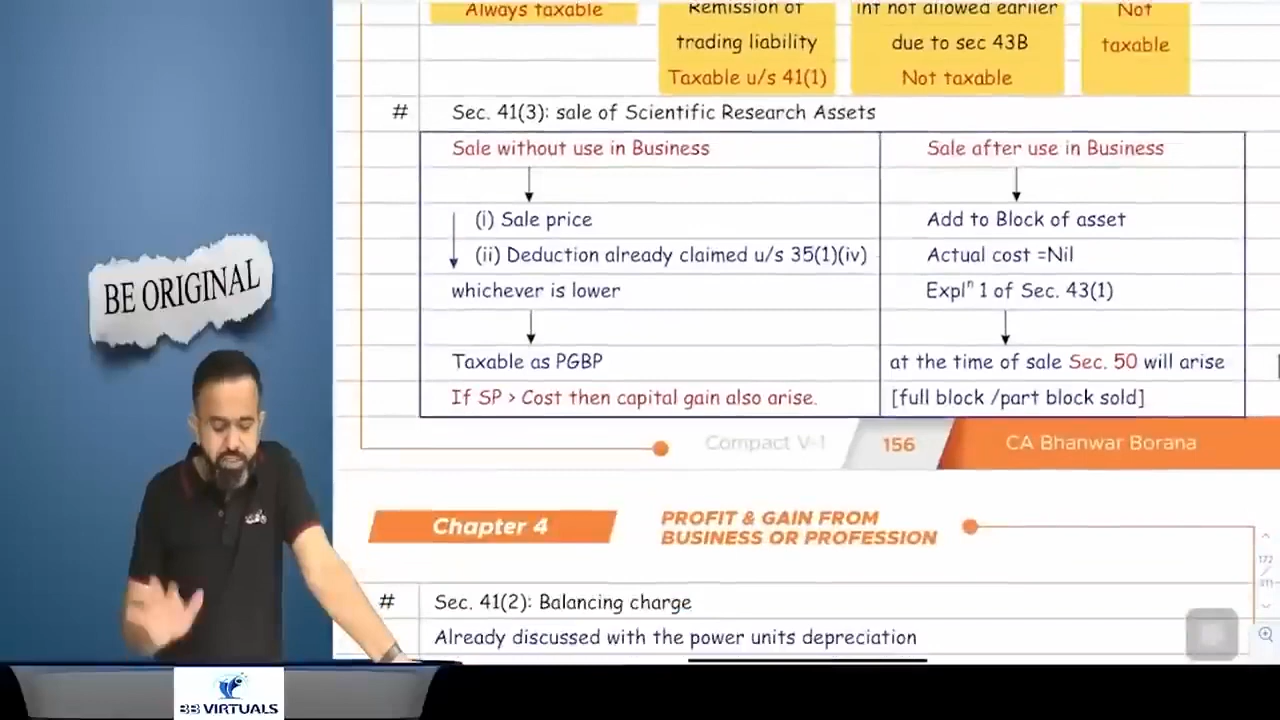 Always taxable
Remission of
trading liability
Taxable u/s 41(1)
int not allowed earlier
due to sec 43B
Not taxable
Not
taxable
# Sec. 41(3): sale of Scientific Research Assets
Sale without use in Business
(i) Sale price
(ii) Deduction already claimed u/s 35(1)(iv)
whichever is lower
Taxable as PGBP
If SP > Cost then capital gain also arise.
Sale after use in Business
Add to Block of asset
Actual cost =Nil
Explⁿ 1 of Sec. 43(1)
at the time of sale Sec. 50 will arise
[full block /part block sold]
Compact V-1
156
CA Bhanwar Borana
BE ORIGINAL
Chapter 4
PROFIT & GAIN FROM
BUSINESS OR PROFESSION
# Sec. 41(2): Balancing charge
Already discussed with the power units depreciation
172
/
BB VIRTUALS